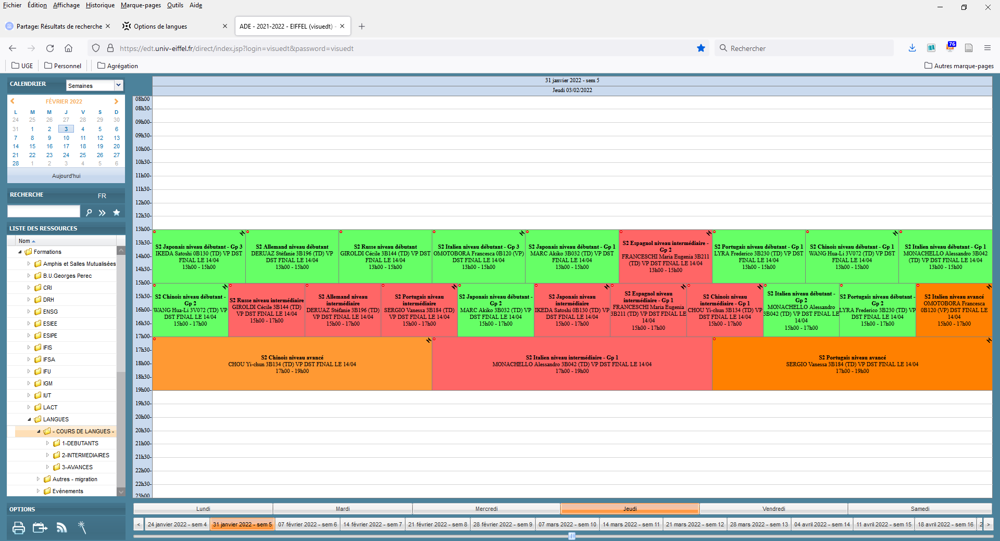 Fichier Édition Affichage Historique Marque-pages Outils Aide
Partage: Résultats de recherche
Options de langues
ADE - 2021-2022 - EIFFEL (visuedt) -
https://edt.univ-eiffel.fr/direct/index.jsp?login=visuedt&password=visuedt
Rechercher
76
UGE Personnel Agrégation Autres marque-pages
CALENDRIER Semaines
FÉVRIER 2022
L M M J V S D
24 25 26 27 28 29 30
31 1 2 3 4 5 6
7 8 9 10 11 12 13
14 15 16 17 18 19 20
21 22 23 24 25 26 27
28 1 2 3 4 5 6
Aujourd'hui
RECHERCHE FR
LISTE DES RESSOURCES
Nom
Formations
Amphis et Salles Mutualisées
B.U.Georges Perec
CRI
DRH
ENSG
ESIEE
ESIPE
IFIS
IFSA
IFU
IGM
IUT
LACT
LANGUES
- COURS DE LANGUES -
1-DEBUTANTS
2-INTERMEDIAIRES
3-AVANCES
Autres - migration
Evénements
OPTIONS
31 janvier 2022 - sem 5
Jeudi 03/02/2022
08h00
08h30-
09h00-
09h30-
10h00-
10h30-
11h00-
11h30-
12h00-
12h30-
13h00-
13h30-
14h00-
14h30-
15h00-
15h30-
16h00-
16h30-
17h00-
17h30-
18h00-
18h30-
19h00-
19h30-
20h00-
20h30-
21h00-
21h30-
22h00-
22h30-
23h00
S2 Japonais niveau débutant - Gp 3
IKEDA Satoshi 0B130 (TD) VP DST
FINAL LE 14/04
13h00 - 15h00
S2 Allemand niveau débutant
DERUAZ Stéfanie 3B196 (TD) VP
DST FINAL LE 14/04
13h00 - 15h00
S2 Russe niveau débutant
GIROLDI Cécile 3B144 (TD) VP DST
FINAL LE 14/04
13h00 - 15h00
S2 Italien niveau débutant - Gp 3
OMOTOBORA Francesca 0B120 (VP)
DST FINAL LE 14/04
13h00 - 15h00
S2 Japonais niveau débutant - Gp 1
MARC Akiko 3B032 (TD) VP DST
FINAL LE 14/04
13h00 - 15h00
S2 Espagnol niveau intermédiaire -
Gp 2
FRANCESCHI Maria Eugenia 3B211
(TD) VP DST FINAL LE 14/04
13h00 - 15h00
S2 Portugais niveau débutant - Gp 1
LYRA Frederico 3B230 (TD) VP DST
FINAL LE 14/04
13h00 - 15h00
S2 Chinois niveau débutant - Gp 1
WANG Hua-Li 3V072 (TD) VP DST
FINAL LE 14/04
13h00 - 15h00
S2 Italien niveau débutant - Gp 1
MONACHELLO Alessandro 3B042
(TD) VP DST FINAL LE 14/04
13h00 - 15h00
S2 Chinois niveau débutant -
Gp 2
WANG Hua-Li 3V072 (TD) VP
DST FINAL LE 14/04
15h00 - 17h00
S2 Russe niveau intermédiaire
GIROLDI Cécile 3B144 (TD)
VP DST FINAL LE 14/04
15h00 - 17h00
S2 Allemand niveau
intermédiaire
DERUAZ Stéfanie 3B196 (TD)
VP DST FINAL LE 14/04
15h00 - 17h00
S2 Portugais niveau
intermédiaire
SERGIO Vanessa 3B184 (TD)
VP DST FINAL LE 14/04
15h00 - 17h00
S2 Japonais niveau débutant -
Gp 2
MARC Akiko 3B032 (TD) VP
DST FINAL LE 14/04
15h00 - 17h00
S2 Japonais niveau
intermédiaire
IKEDA Satoshi 0B130 (TD) VP
DST FINAL LE 14/04
15h00 - 17h00
S2 Espagnol niveau
intermédiaire - Gp 1
FRANCESCHI Maria Eugenia
3B211 (TD) VP DST FINAL LE
14/04
15h00 - 17h00
S2 Chinois niveau
intermédiaire - Gp 1
CHOU Yi-chun 3B134 (TD) VP
DST FINAL LE 14/04
15h00 - 17h00
S2 Italien niveau débutant -
Gp 2
MONACHELLO Alessandro
3B042 (TD) VP DST FINAL LE
14/04
15h00 - 17h00
S2 Portugais niveau débutant -
Gp 2
LYRA Frederico 3B230 (TD) VP
DST FINAL LE 14/04
15h00 - 17h00
S2 Italien niveau avancé
OMOTOBORA Francesca
0B120 (VP) DST FINAL LE
14/04
15h00 - 17h00
S2 Chinois niveau avancé
CHOU Yi-chun 3B134 (TD) VP DST FINAL LE 14/04
17h00 - 19h00
S2 Italien niveau intermédiaire - Gp 1
MONACHELLO Alessandro 3B042 (TD) VP DST FINAL LE 14/04
17h00 - 19h00
S2 Portugais niveau avancé
SERGIO Vanessa 3B184 (TD) VP DST FINAL LE 14/04
17h00 - 19h00
Lundi Mardi Mercredi Jeudi Vendredi Samedi
< 24 janvier 2022 - sem 4 31 janvier 2022 - sem 5 07 février 2022 - sem 6 14 février 2022 - sem 7 21 février 2022 - sem 8 28 février 2022 - sem 9 07 mars 2022 - sem 10 14 mars 2022 - sem 11 21 mars 2022 - sem 12 28 mars 2022 - sem 13 04 avril 2022 - sem 14 11 avril 2022 - sem 15 18 avril 2022 - sem 16 2 >